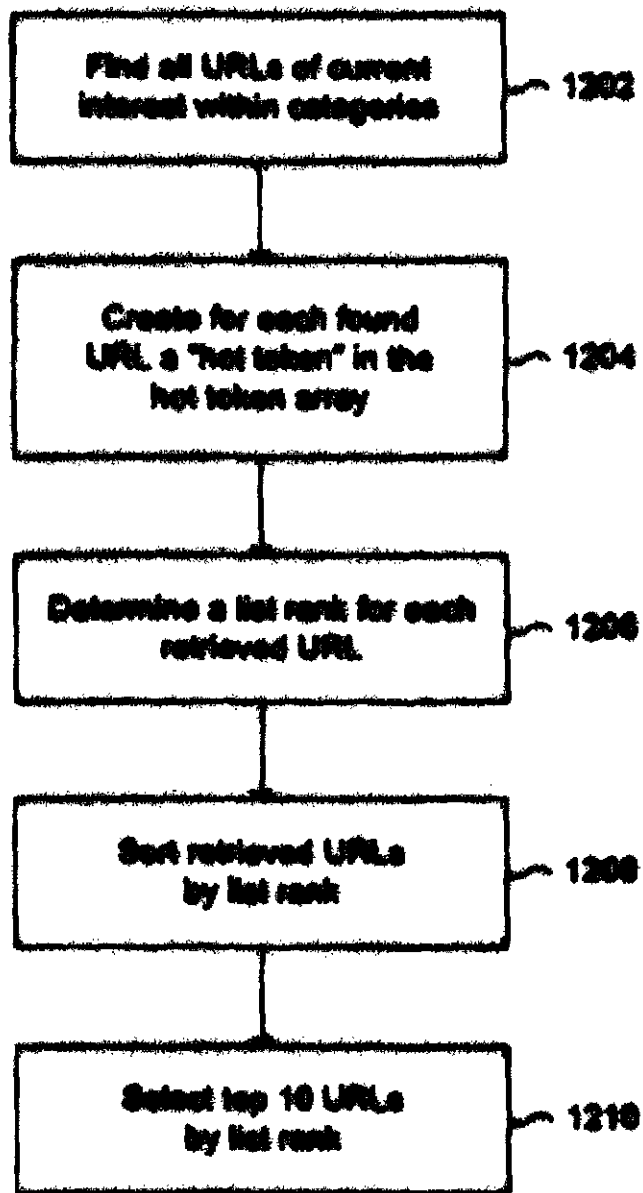 Find all URLs of current
interest within categories
1202
Create for each found
URL a "hot token" in the
hot token array
1204
Determine a list rank for each
retrieved URL
1206
Sort retrieved URLs
by list rank
1208
Select top 10 URLs
by list rank
1210